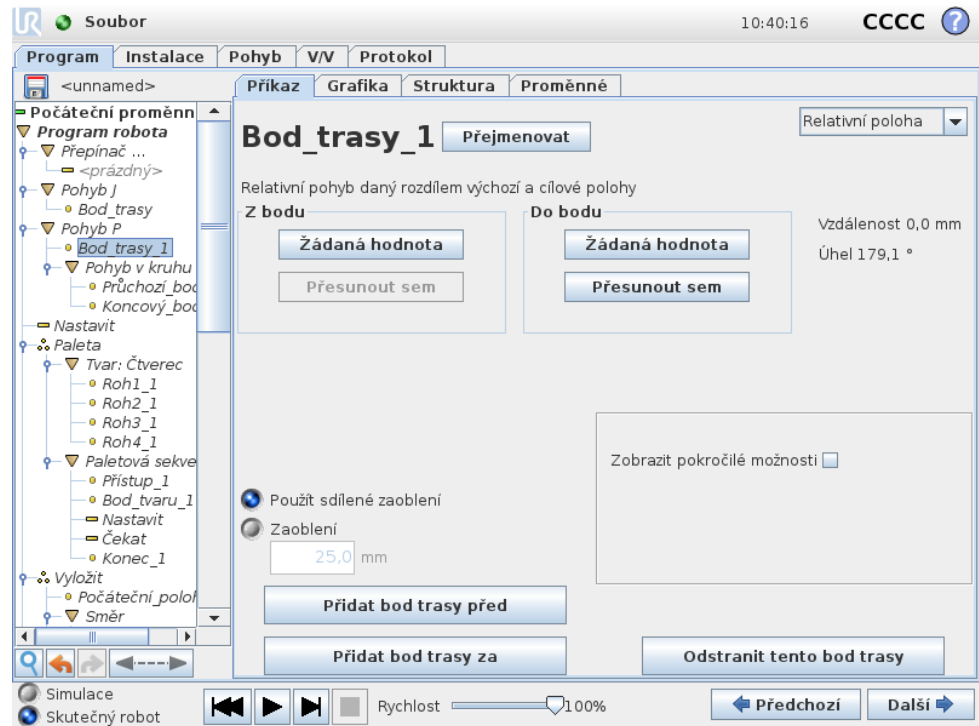 UR Soubor 10:40:16 CCCC ?
Program Instalace Pohyb V/V Protokol
<unnamed>
Příkaz Grafika Struktura Proměnné
Počáteční proměnn
Program robota
Přepínač ...
<prázdný>
Pohyb J
Bod_trasy
Pohyb P
Bod_trasy_1
Pohyb v kruhu
Průchozí_bod
Koncový_bod
Nastavit
Paleta
Tvar: Čtverec
Roh1_1
Roh2_1
Roh3_1
Roh4_1
Paletová sekve
Přístup_1
Bod_tvaru_1
Nastavit
Čekat
Konec_1
Vyložit
Počáteční_poloh
Směr
Bod_trasy_1 Přejmenovat
Relativní poloha
Relativní pohyb daný rozdílem výchozí a cílové polohy
Z bodu
Žádaná hodnota
Přesunout sem
Do bodu
Žádaná hodnota
Přesunout sem
Vzdálenost 0,0 mm
Úhel 179,1 °
Zobrazit pokročilé možnosti
Použít sdílené zaoblení
Zaoblení
25,0 mm
Přidat bod trasy před
Přidat bod trasy za
Odstranit tento bod trasy
Simulace
Skutečný robot
Rychlost 100%
Předchozí
Další